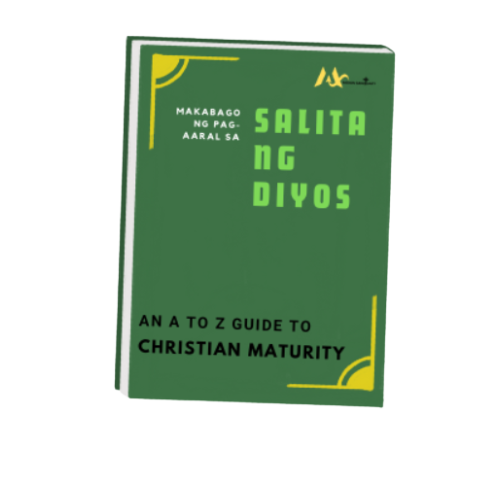 MAKABAGO
NG PAG-
AARAL SA
SALITA
NG
DIYOS
AN A TO Z GUIDE TO
CHRISTIAN MATURITY